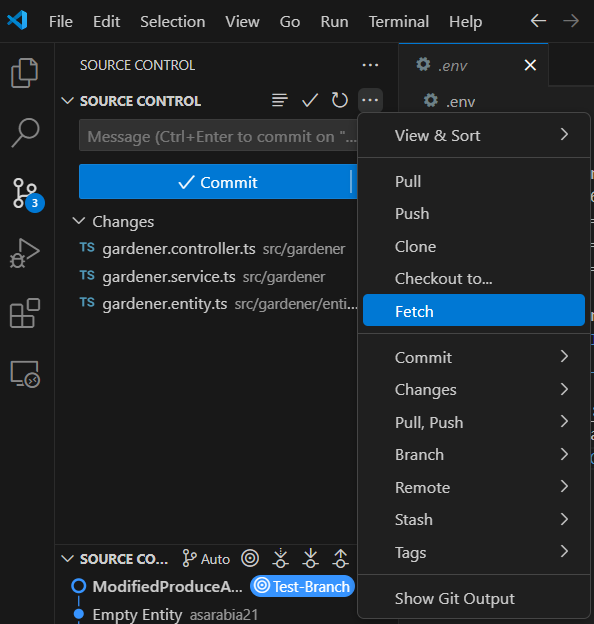 File Edit Selection View Go Run Terminal Help
SOURCE CONTROL
.env
SOURCE CONTROL
.env
Message (Ctrl+Enter to commit on "...
View & Sort
Commit
Pull
Push
Changes
Clone
TS gardener.controller.ts src/gardener
Checkout to...
TS gardener.service.ts src/gardener
TS gardener.entity.ts src/gardener/enti...
Fetch
3
Commit
Changes
Pull, Push
Branch
Remote
Stash
Tags
SOURCE CO... Auto
ModifiedProduceA... Test-Branch
Show Git Output
Empty Entity asarabia21